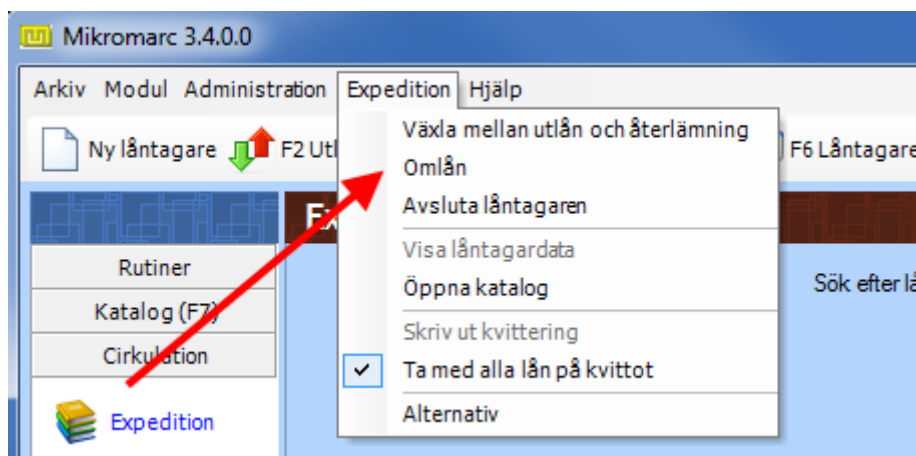 Mikromarc 3.4.0.0
Arkiv Modul Administration Expedition Hjälp
Ny låntagare F2 Utl F6 Låntagare
Växla mellan utlån och återlämning
Omlån
Avsluta låntagaren
Visa låntagardata
Öppna katalog
Skriv ut kvittering
Ta med alla lån på kvittot
Alternativ
Ex
Rutiner
Katalog (F7)
Cirkulation
Expedition
Sök efter lå